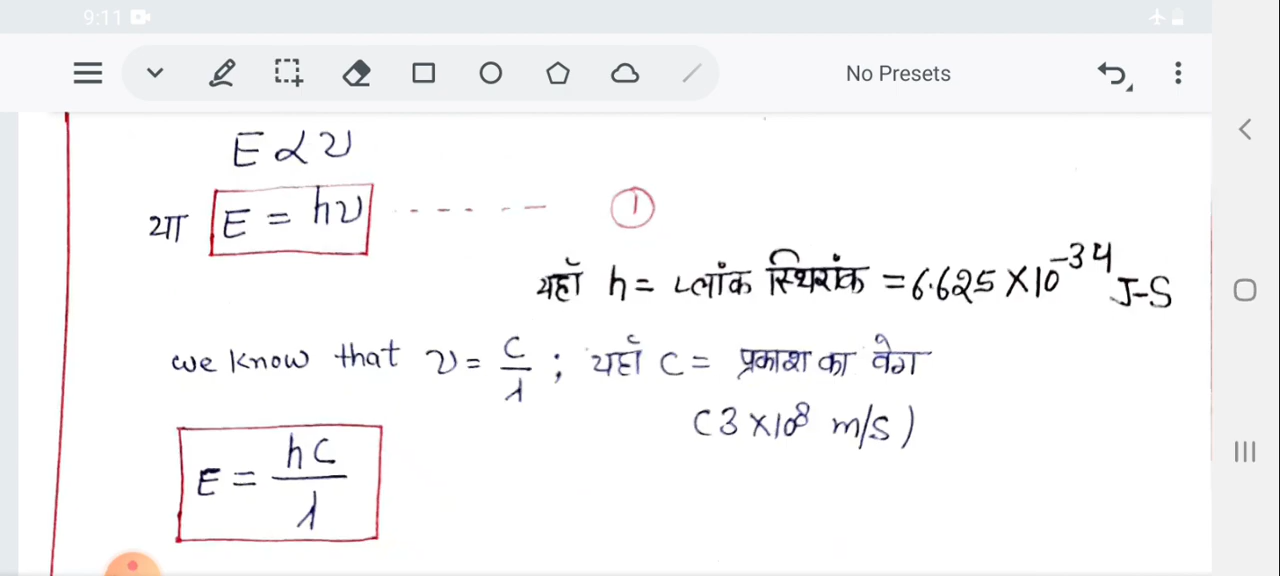 9:11
No Presets
E ∝ ν
या E = hν ------ ①
यहाँ h = प्लांक स्थिरांक = 6.625 × 10⁻³⁴ J-S
we know that ν = c/λ ; यहाँ c = प्रकाश का वेग
(3 × 10⁸ m/s)
E = hc/λ